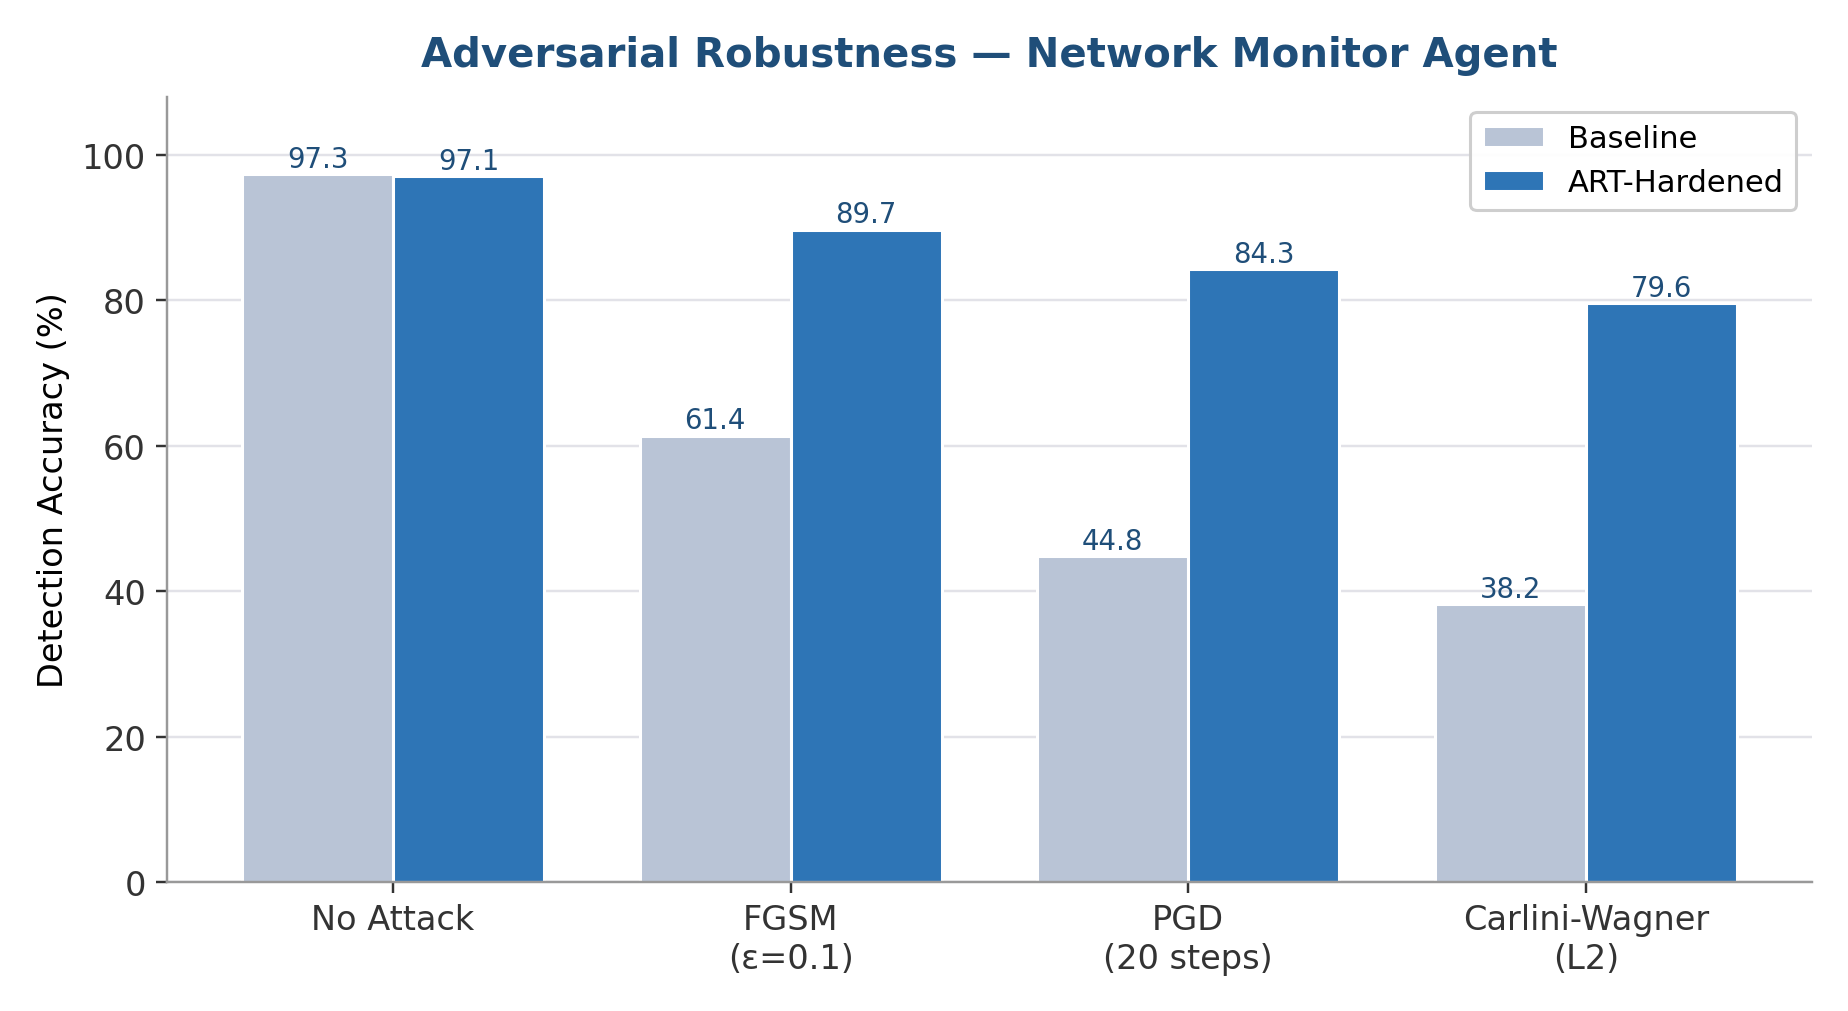 Adversarial Robustness — Network Monitor Agent
Baseline
ART-Hardened
Detection Accuracy (%)
100
80
60
40
20
0
97.3
97.1
61.4
89.7
44.8
84.3
38.2
79.6
No Attack
FGSM
(ε=0.1)
PGD
(20 steps)
Carlini-Wagner
(L2)